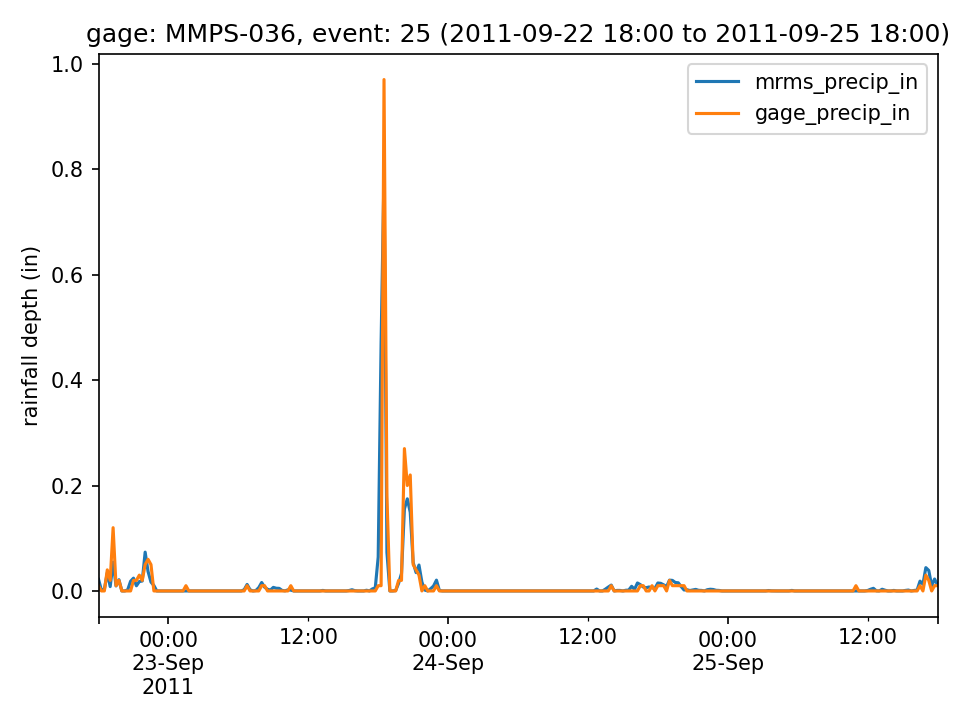 gage: MMPS-036, event: 25 (2011-09-22 18:00 to 2011-09-25 18:00)
mrms_precip_in
gage_precip_in
rainfall depth (in)
1.0
0.8
0.6
0.4
0.2
0.0
00:00 12:00 00:00 12:00 00:00 12:00
23-Sep 24-Sep 25-Sep
2011